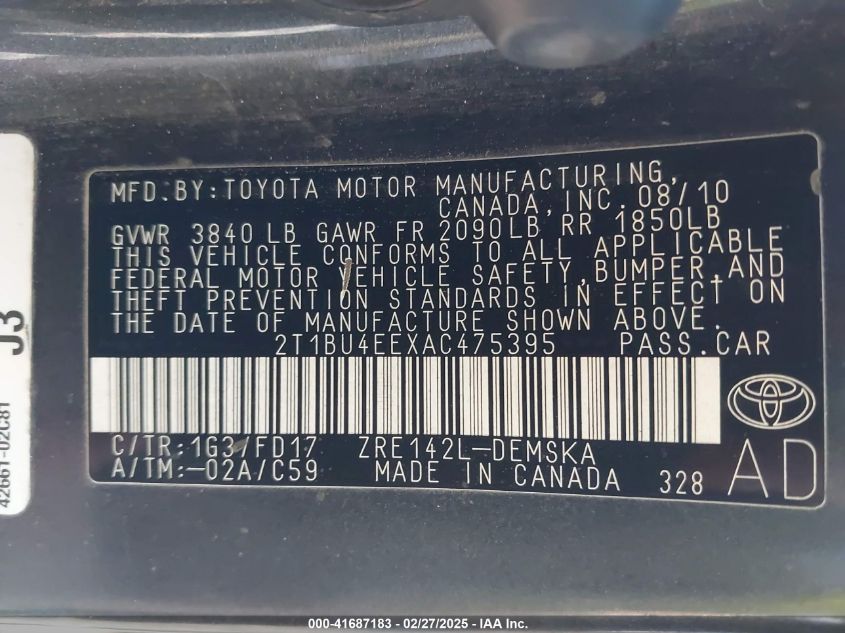 MFD.BY:TOYOTA MOTOR MANUFACTURING,
CANADA,INC.08/10
GVWR 3840 LB GAWR FR 2090LB RR 1850LB
THIS VEHICLE CONFORMS TO ALL APPLICABLE
FEDERAL MOTOR VEHICLE SAFETY,BUMPER,AND
THEFT PREVENTION STANDARDS IN EFFECT ON
THE DATE OF MANUFACTURE SHOWN ABOVE.
2T1BU4EEXAC475395 PASS.CAR
C/TR:1G3/FD17 ZRE142L-DEMSKA
A/TM:-02A/C59 MADE IN CANADA 328
AD
J3
42661-02C81
000-41687183 - 02/27/2025 - IAA Inc.